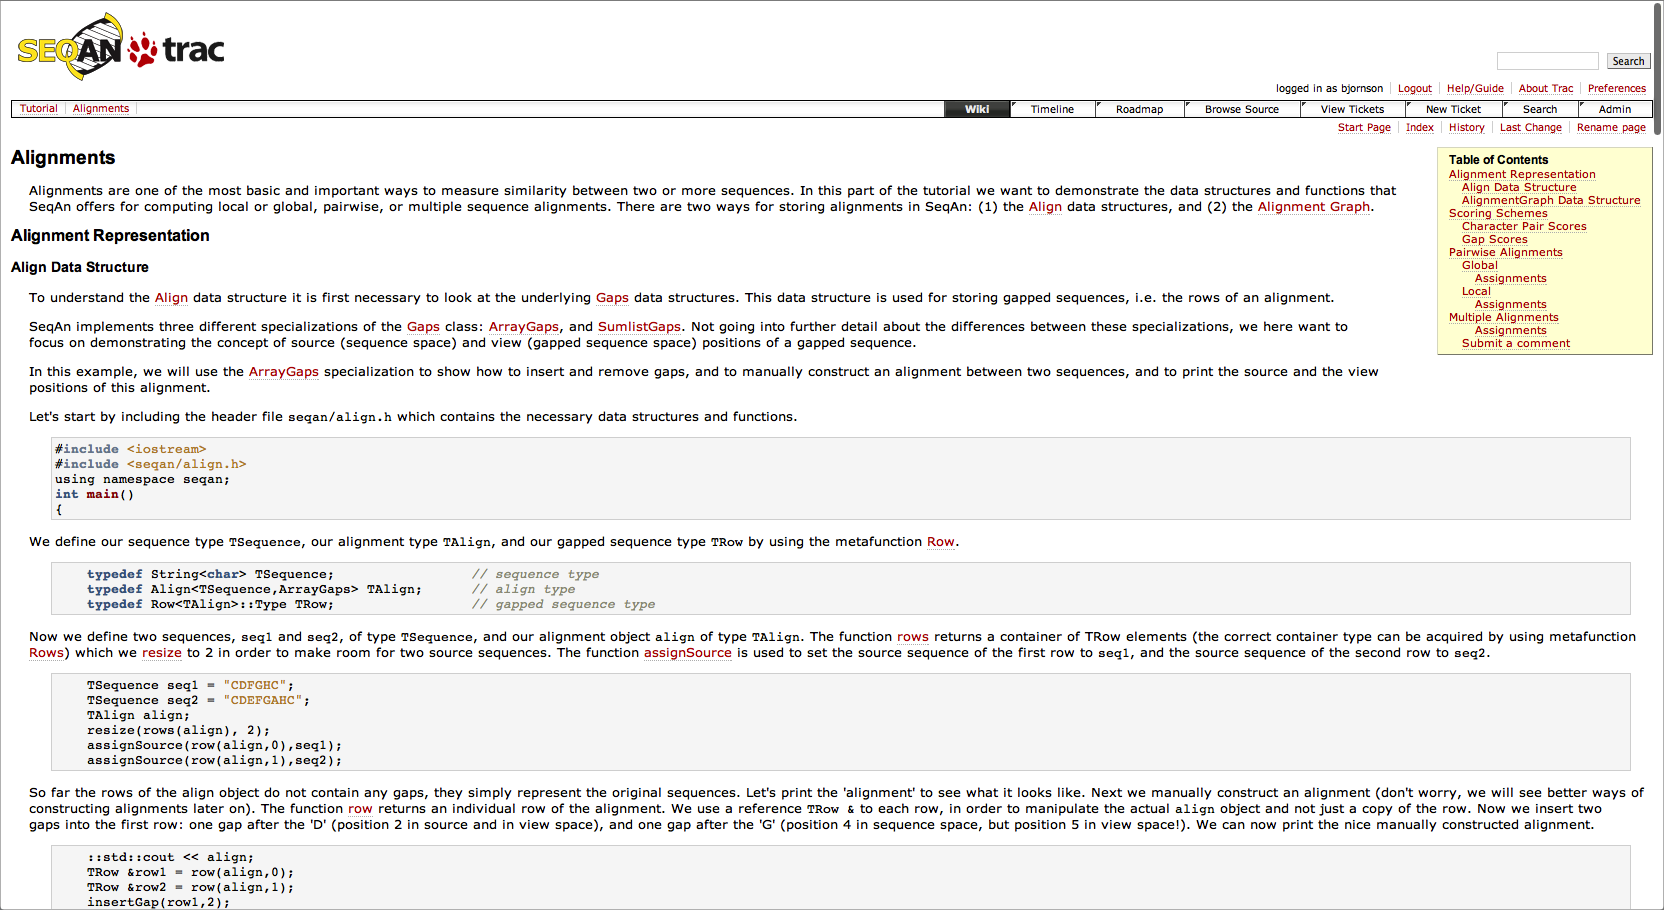 SEQAN trac
Search
logged in as bjornson Logout Help/Guide About Trac Preferences
Tutorial Alignments Wiki Timeline Roadmap Browse Source View Tickets New Ticket Search Admin
Start Page Index History Last Change Rename page
Alignments
Alignments are one of the most basic and important ways to measure similarity between two or more sequences. In this part of the tutorial we want to demonstrate the data structures and functions that
SeqAn offers for computing local or global, pairwise, or multiple sequence alignments. There are two ways for storing alignments in SeqAn: (1) the Align data structures, and (2) the Alignment Graph.
Table of Contents
Alignment Representation
Align Data Structure
AlignmentGraph Data Structure
Scoring Schemes
Character Pair Scores
Gap Scores
Pairwise Alignments
Global
Assignments
Local
Assignments
Multiple Alignments
Assignments
Submit a comment
Alignment Representation
Align Data Structure
To understand the Align data structure it is first necessary to look at the underlying Gaps data structures. This data structure is used for storing gapped sequences, i.e. the rows of an alignment.
SeqAn implements three different specializations of the Gaps class: ArrayGaps, and SumlistGaps. Not going into further detail about the differences between these specializations, we here want to
focus on demonstrating the concept of source (sequence space) and view (gapped sequence space) positions of a gapped sequence.
In this example, we will use the ArrayGaps specialization to show how to insert and remove gaps, and to manually construct an alignment between two sequences, and to print the source and the view
positions of this alignment.
Let's start by including the header file seqan/align.h which contains the necessary data structures and functions.
#include <iostream>
#include <seqan/align.h>
using namespace seqan;
int main()
{
We define our sequence type TSequence, our alignment type TAlign, and our gapped sequence type TRow by using the metafunction Row.
typedef String<char> TSequence; // sequence type
typedef Align<TSequence,ArrayGaps> TAlign; // align type
typedef Row<TAlign>::Type TRow; // gapped sequence type
Now we define two sequences, seq1 and seq2, of type TSequence, and our alignment object align of type TAlign. The function rows returns a container of TRow elements (the correct container type can be acquired by using metafunction
Rows) which we resize to 2 in order to make room for two source sequences. The function assignSource is used to set the source sequence of the first row to seq1, and the source sequence of the second row to seq2.
TSequence seq1 = "CDFGHC";
TSequence seq2 = "CDEFGAHC";
TAlign align;
resize(rows(align), 2);
assignSource(row(align,0),seq1);
assignSource(row(align,1),seq2);
So far the rows of the align object do not contain any gaps, they simply represent the original sequences. Let's print the 'alignment' to see what it looks like. Next we manually construct an alignment (don't worry, we will see better ways of
constructing alignments later on). The function row returns an individual row of the alignment. We use a reference TRow & to each row, in order to manipulate the actual align object and not just a copy of the row. Now we insert two
gaps into the first row: one gap after the 'D' (position 2 in source and in view space), and one gap after the 'G' (position 4 in sequence space, but position 5 in view space!). We can now print the nice manually constructed alignment.
::std::cout << align;
TRow &row1 = row(align,0);
TRow &row2 = row(align,1);
insertGap(row1,2);